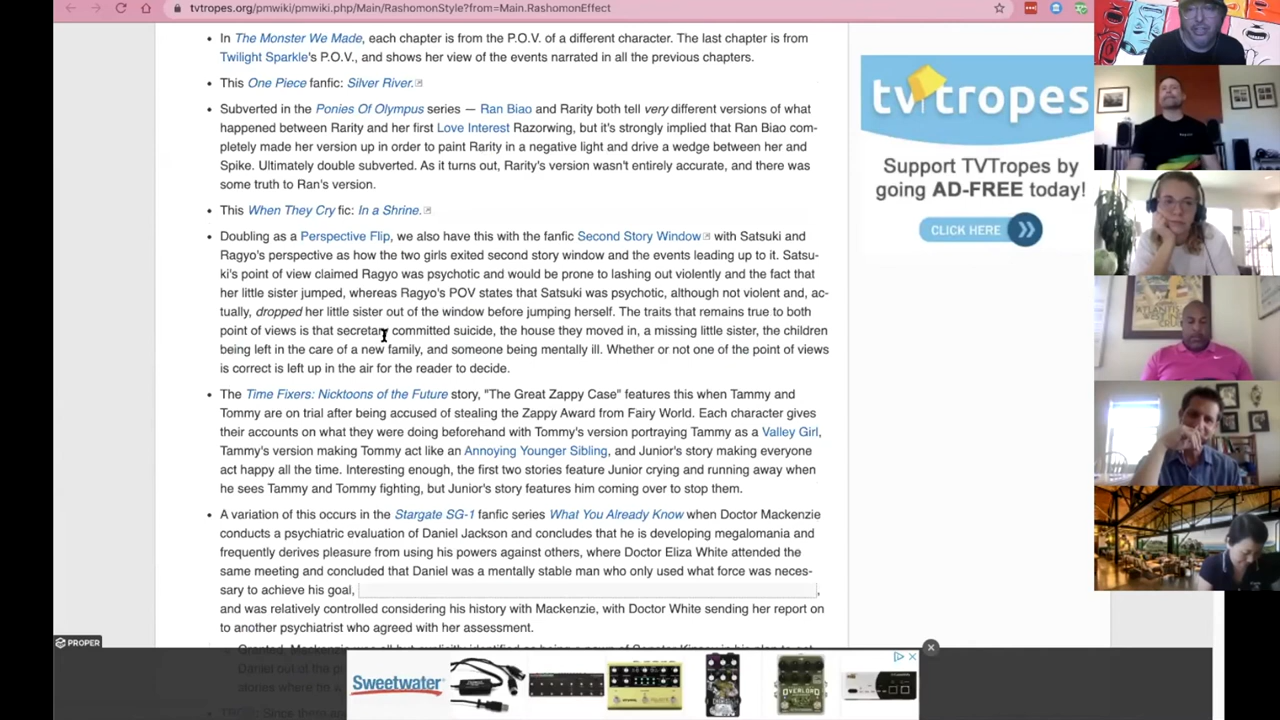 tvtropes.org/pmwiki/pmwiki.php/Main/RashomonStyle?from=Main.RashomonEffect
In The Monster We Made, each chapter is from the P.O.V. of a different character. The last chapter is from
Twilight Sparkle's P.O.V., and shows her view of the events narrated in all the previous chapters.
This One Piece fanfic: Silver River.
Subverted in the Ponies Of Olympus series — Ran Biao and Rarity both tell very different versions of what
happened between Rarity and her first Love Interest Razorwing, but it's strongly implied that Ran Biao com-
pletely made her version up in order to paint Rarity in a negative light and drive a wedge between her and
Spike. Ultimately double subverted. As it turns out, Rarity's version wasn't entirely accurate, and there was
some truth to Ran's version.
This When They Cry fic: In a Shrine.
Doubling as a Perspective Flip, we also have this with the fanfic Second Story Window with Satsuki and
Ragyo's perspective as how the two girls exited second story window and the events leading up to it. Satsu-
ki's point of view claimed Ragyo was psychotic and would be prone to lashing out violently and the fact that
her little sister jumped, whereas Ragyo's POV states that Satsuki was psychotic, although not violent and, ac-
tually, dropped her little sister out of the window before jumping herself. The traits that remains true to both
point of views is that secretary committed suicide, the house they moved in, a missing little sister, the children
being left in the care of a new family, and someone being mentally ill. Whether or not one of the point of views
is correct is left up in the air for the reader to decide.
The Time Fixers: Nicktoons of the Future story, "The Great Zappy Case" features this when Tammy and
Tommy are on trial after being accused of stealing the Zappy Award from Fairy World. Each character gives
their accounts on what they were doing beforehand with Tommy's version portraying Tammy as a Valley Girl,
Tammy's version making Tommy act like an Annoying Younger Sibling, and Junior's story making everyone
act happy all the time. Interesting enough, the first two stories feature Junior crying and running away when
he sees Tammy and Tommy fighting, but Junior's story features him coming over to stop them.
A variation of this occurs in the Stargate SG-1 fanfic series What You Already Know when Doctor Mackenzie
conducts a psychiatric evaluation of Daniel Jackson and concludes that he is developing megalomania and
frequently derives pleasure from using his powers against others, where Doctor Eliza White attended the
same meeting and concluded that Daniel was a mentally stable man who only used what force was neces-
sary to achieve his goal, ,
and was relatively controlled considering his history with Mackenzie, with Doctor White sending her report on
to another psychiatrist who agreed with her assessment.
tv tropes
Support TVTropes by
going AD-FREE today!
CLICK HERE
PROPER
Sweetwater